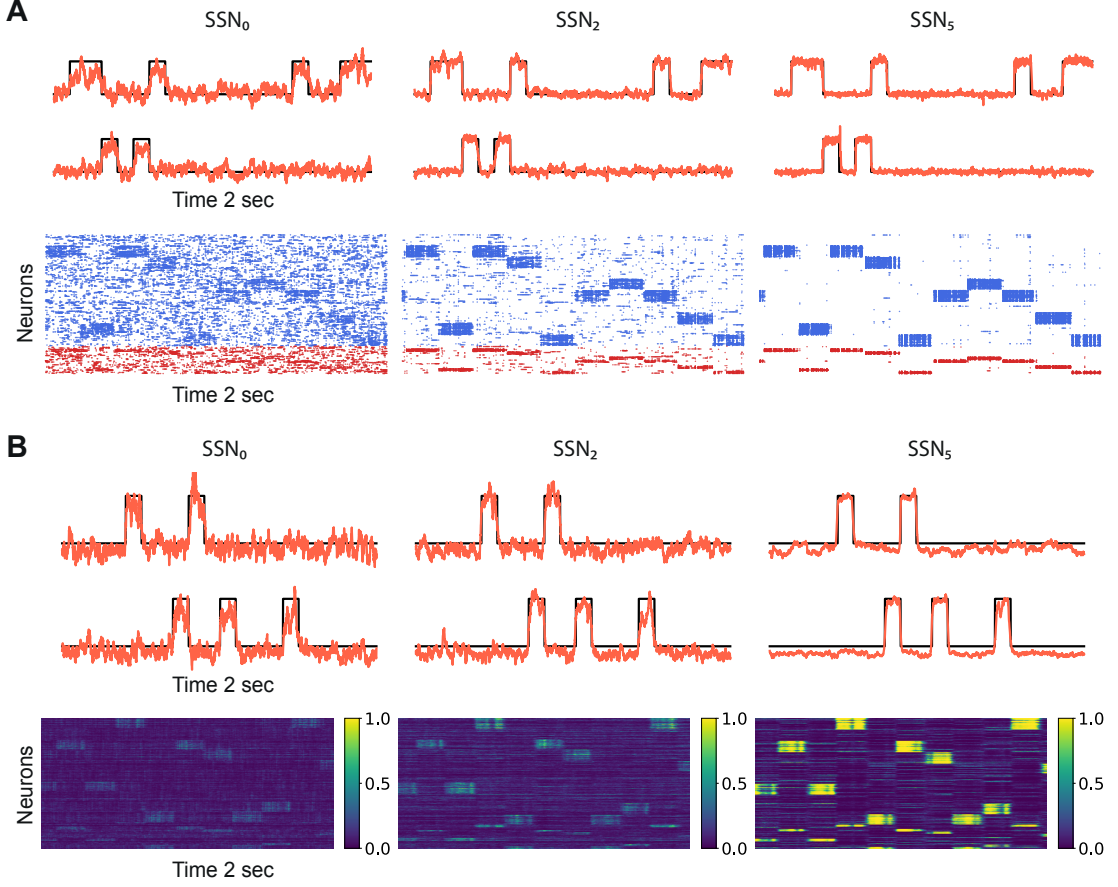 A
SSN₀ SSN₂ SSN₅
Time 2 sec
Neurons
Time 2 sec
B
SSN₀ SSN₂ SSN₅
Time 2 sec
Neurons
1.0 1.0 1.0
0.5 0.5 0.5
0.0 0.0 0.0
Time 2 sec